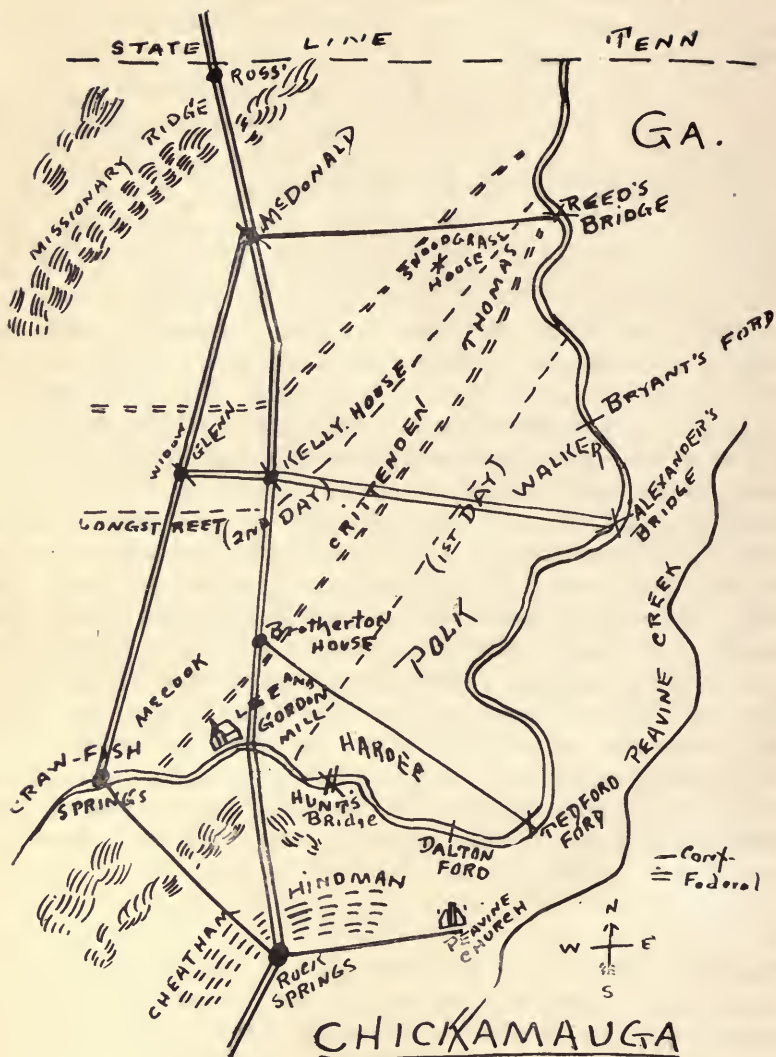 STATE LINE TENN
ROSS'
GA.
MISSIONARY RIDGE
McDONALD
REED'S
BRIDGE
SNODGRASS
HOUSE
THOMAS
BRYANT'S FORD
WIDOW
GLENN
KELLY HOUSE
CRITTENDEN
WALKER
(1ST DAY)
ALEXANDER'S
BRIDGE
LONGSTREET (2ND DAY)
Brotherton
HOUSE
POLK
PEAVINE CREEK
McCOOK
LEE AND
GORDON
MILL
HARDER
CRAW-FISH
SPRINGS
HUNT'S
Bridge
DALTON
FORD
TEDFORD
FORD
Conf-
Federal
HINDMAN
CHEATHAN
PEAVINE
CHURCH
ROCK
SPRINGS
N
W E
S
CHICKAMAUGA